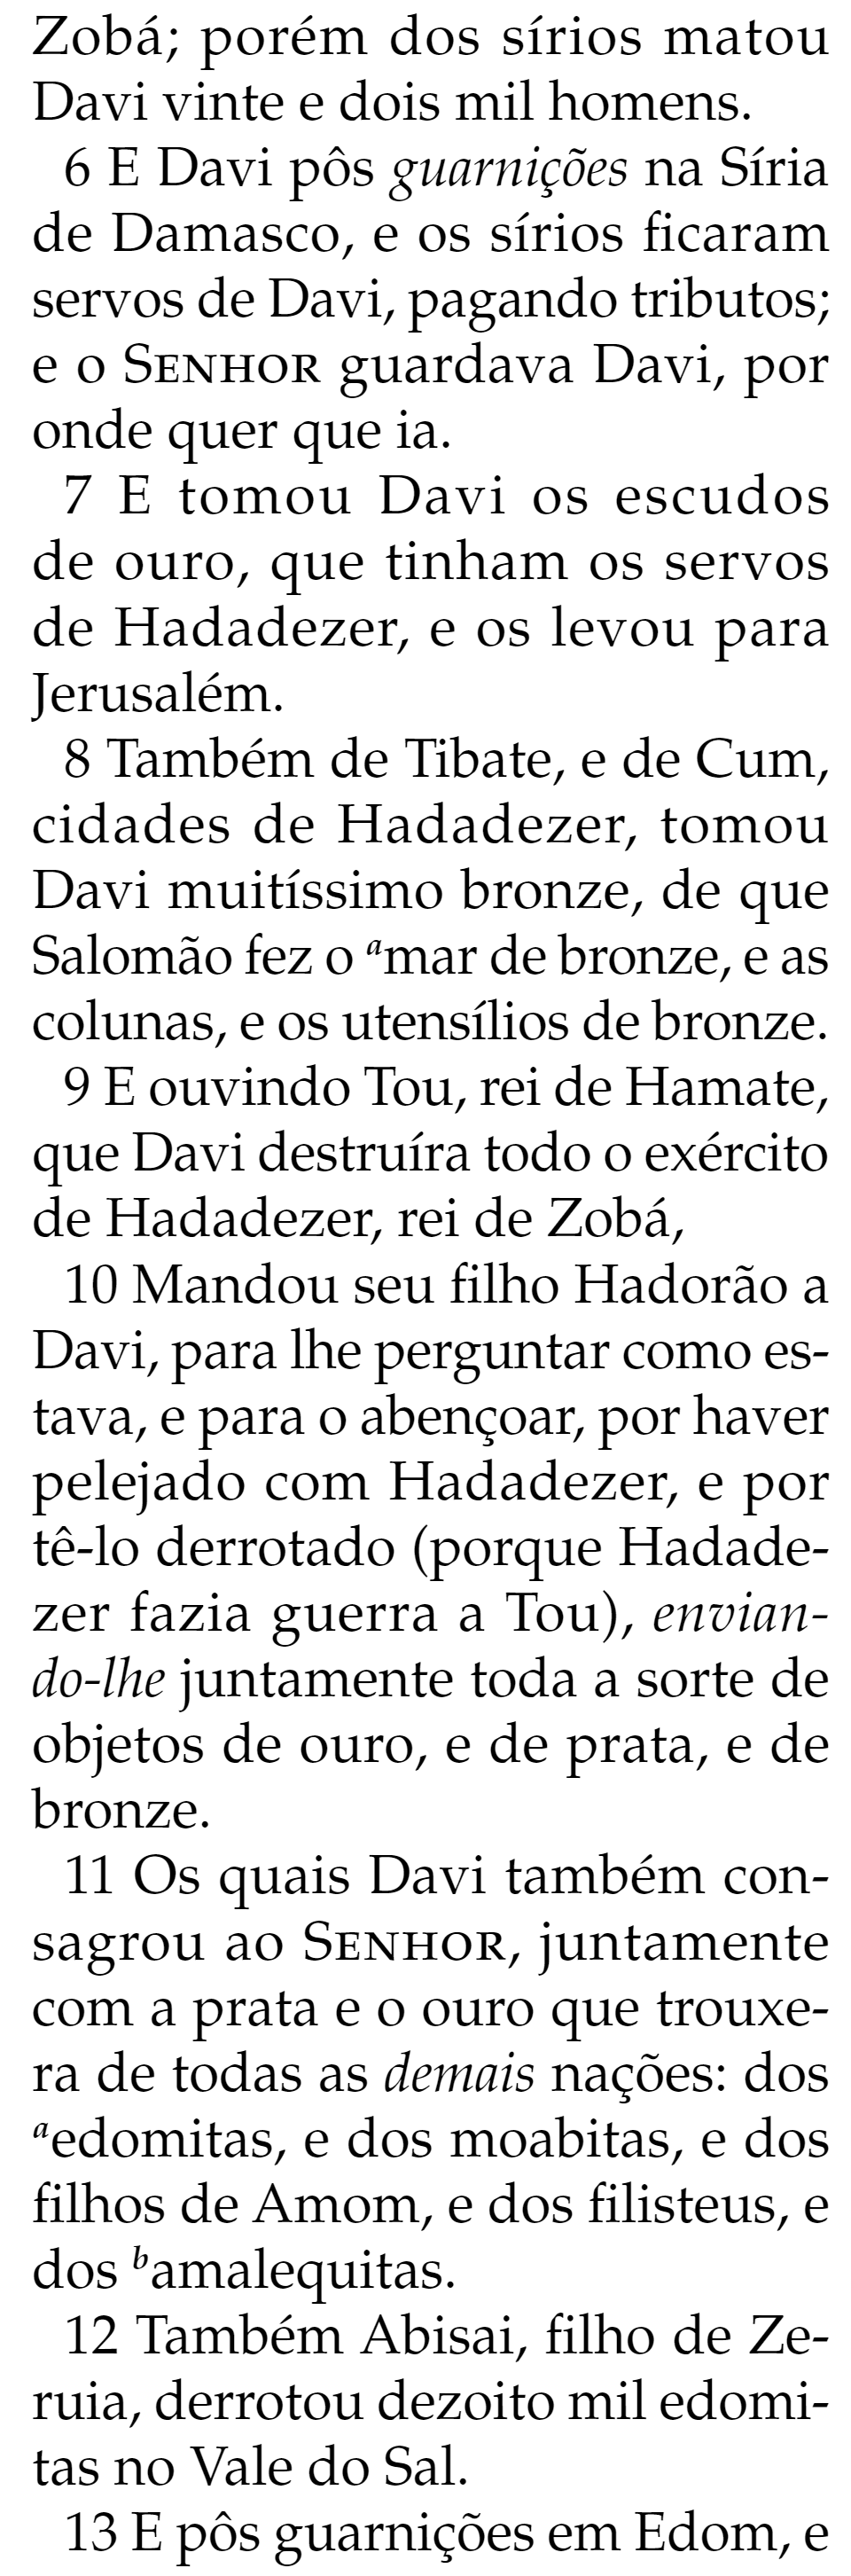 Zobá; porém dos sírios matou
Davi vinte e dois mil homens.
6 E Davi pôs guarnições na Síria
de Damasco, e os sírios ficaram
servos de Davi, pagando tributos;
e o SENHOR guardava Davi, por
onde quer que ia.
7 E tomou Davi os escudos
de ouro, que tinham os servos
de Hadadezer, e os levou para
Jerusalém.
8 Também de Tibate, e de Cum,
cidades de Hadadezer, tomou
Davi muitíssimo bronze, de que
Salomão fez o ᵃmar de bronze, e as
colunas, e os utensílios de bronze.
9 E ouvindo Tou, rei de Hamate,
que Davi destruíra todo o exército
de Hadadezer, rei de Zobá,
10 Mandou seu filho Hadorão a
Davi, para lhe perguntar como es-
tava, e para o abençoar, por haver
pelejado com Hadadezer, e por
tê-lo derrotado (porque Hadade-
zer fazia guerra a Tou), envian-
do-lhe juntamente toda a sorte de
objetos de ouro, e de prata, e de
bronze.
11 Os quais Davi também con-
sagrou ao SENHOR, juntamente
com a prata e o ouro que trouxe-
ra de todas as demais nações: dos
ᵃedomitas, e dos moabitas, e dos
filhos de Amom, e dos filisteus, e
dos ᵇamalequitas.
12 Também Abisai, filho de Ze-
ruia, derrotou dezoito mil edomi-
tas no Vale do Sal.
13 E pôs guarnições em Edom, e